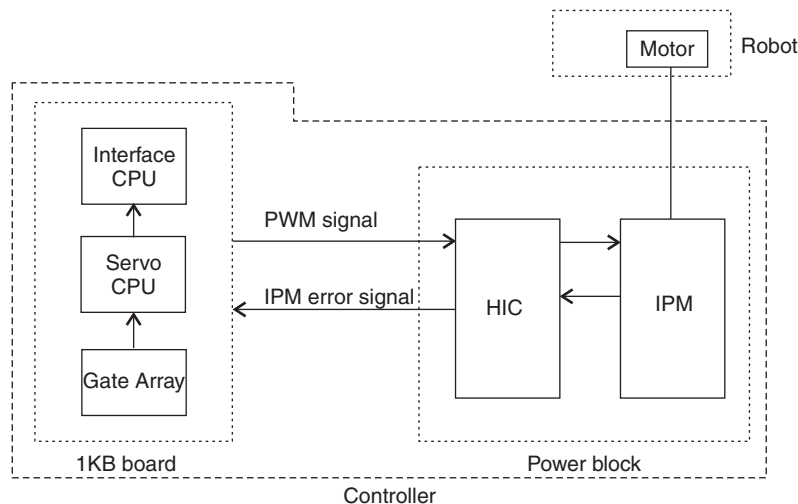 Motor
Robot
Interface
CPU
PWM signal
Servo
CPU
IPM error signal
HIC
IPM
Gate Array
1KB board
Power block
Controller